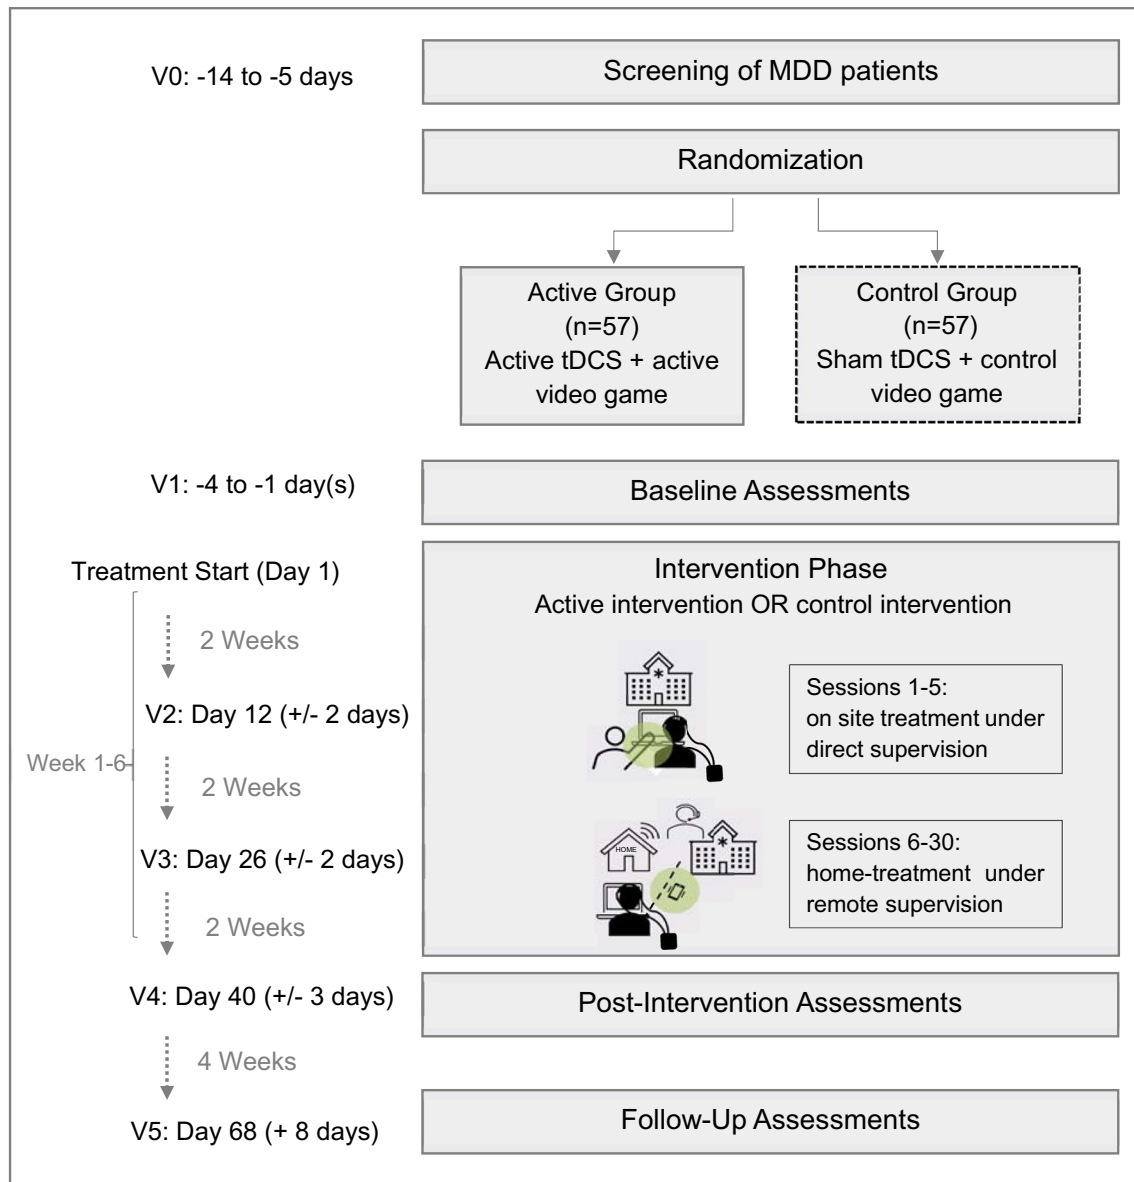 V0: -14 to -5 days
Screening of MDD patients
Randomization
Active Group
(n=57)
Active tDCS + active
video game
Control Group
(n=57)
Sham tDCS + control
video game
V1: -4 to -1 day(s)
Baseline Assessments
Treatment Start (Day 1)
Intervention Phase
Active intervention OR control intervention
2 Weeks
Sessions 1-5:
on site treatment under
direct supervision
V2: Day 12 (+/- 2 days)
Week 1-6
2 Weeks
V3: Day 26 (+/- 2 days)
HOME
Sessions 6-30:
home-treatment under
remote supervision
2 Weeks
V4: Day 40 (+/- 3 days)
Post-Intervention Assessments
4 Weeks
V5: Day 68 (+ 8 days)
Follow-Up Assessments